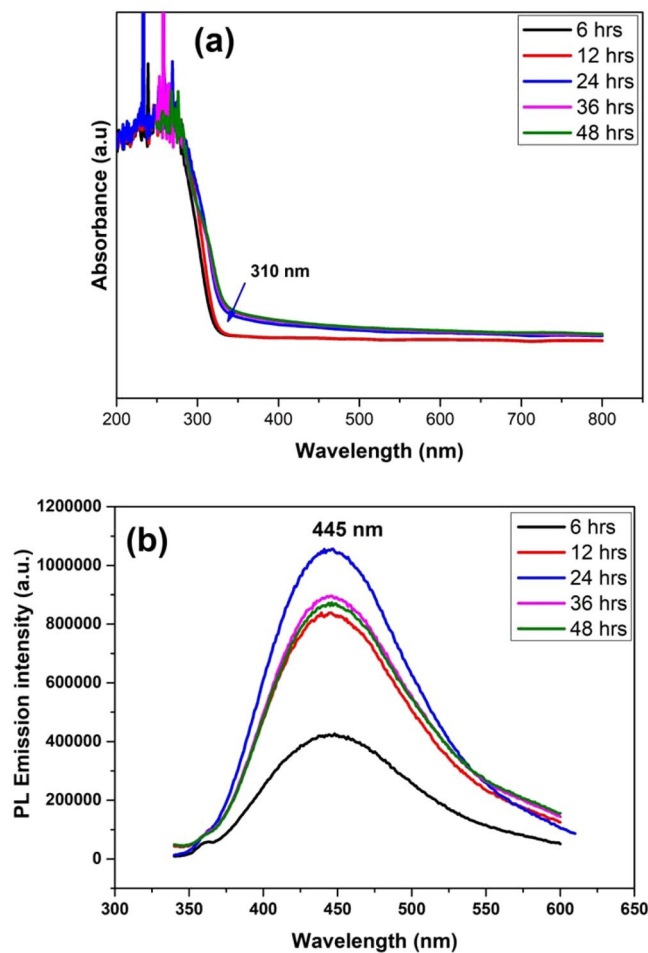 (a)
6 hrs
12 hrs
24 hrs
36 hrs
48 hrs
Absorbance (a.u)
310 nm
200 300 400 500 600 700 800
Wavelength (nm)
(b)
445 nm
6 hrs
12 hrs
24 hrs
36 hrs
48 hrs
PL Emission intensity (a.u.)
1200000
1000000
800000
600000
400000
200000
0
300 350 400 450 500 550 600 650
Wavelength (nm)